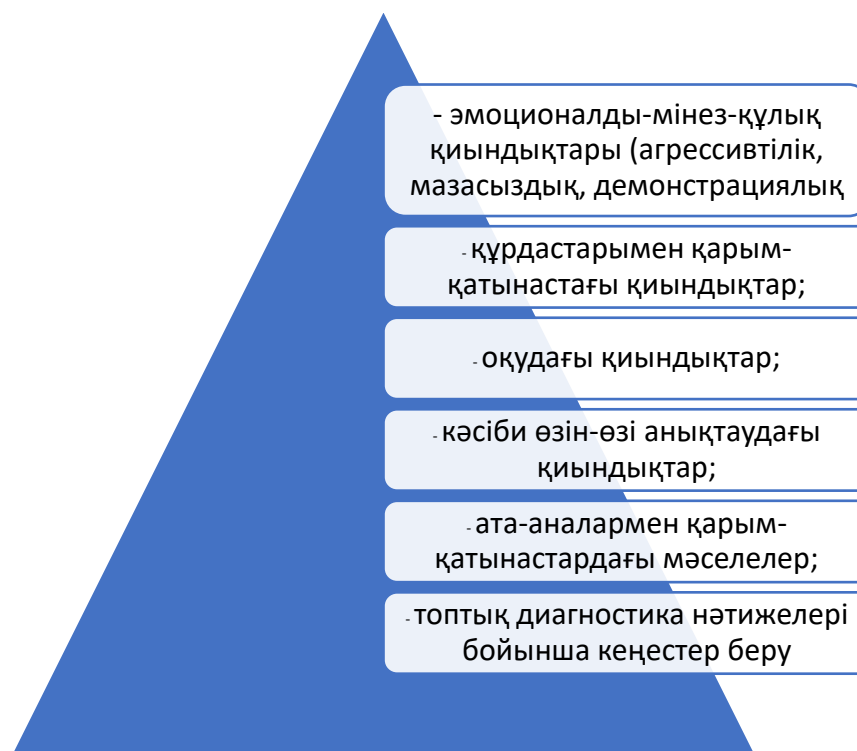 - эмоционалды-мінез-құлық
қиындықтары (агрессивтілік,
мазасыздық, демонстрациялық
- құрдастарымен қарым-
қатынастағы қиындықтар;
- оқудағы қиындықтар;
- кәсіби өзін-өзі анықтаудағы
қиындықтар;
- ата-аналармен қарым-
қатынастардағы мәселелер;
- топтық диагностика нәтижелері
бойынша кеңестер беру